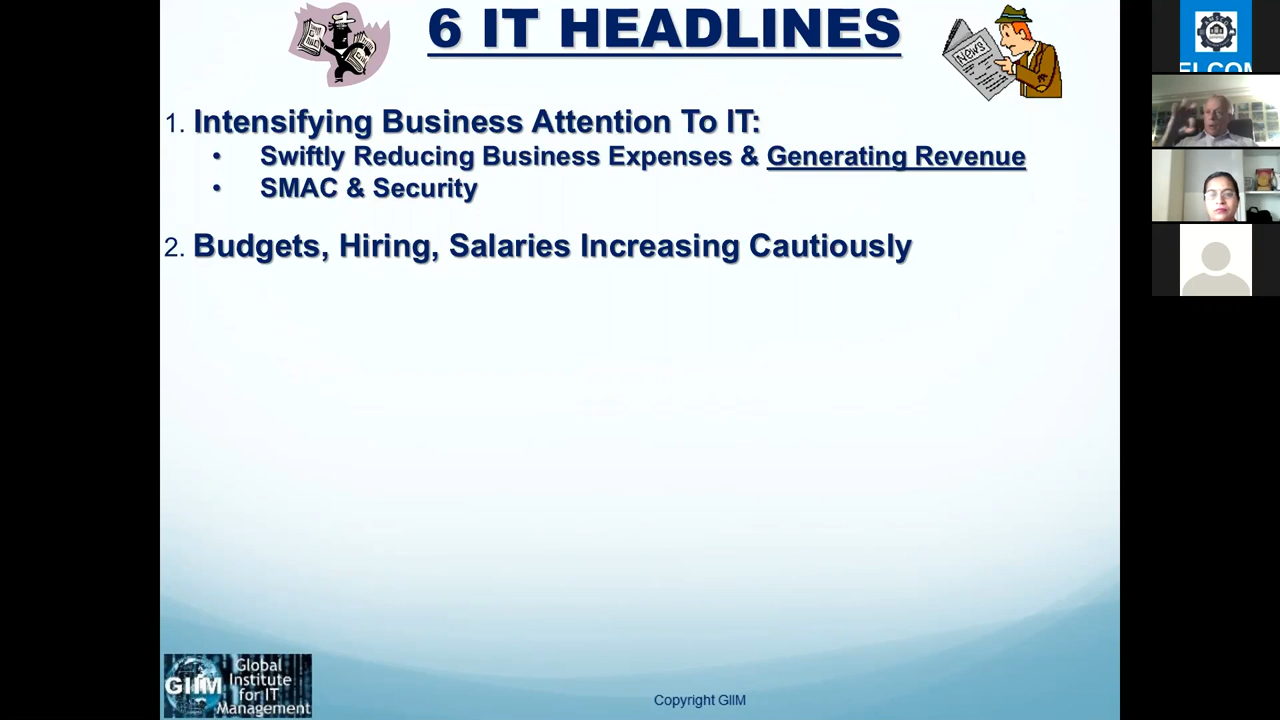 6 IT HEADLINES
NEWS
1. Intensifying Business Attention To IT:
• Swiftly Reducing Business Expenses & Generating Revenue
• SMAC & Security
2. Budgets, Hiring, Salaries Increasing Cautiously
GIIM
Global
Institute
for IT
Management
Copyright GIIM